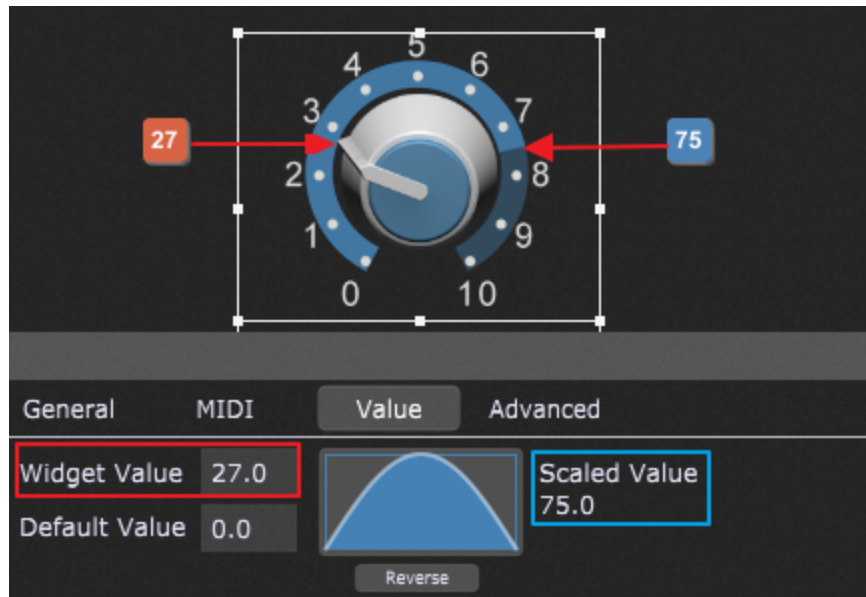 5
4 6
3 7
27 75
2 8
1 9
0 10
General MIDI Value Advanced
Widget Value 27.0 Scaled Value
75.0
Default Value 0.0
Reverse